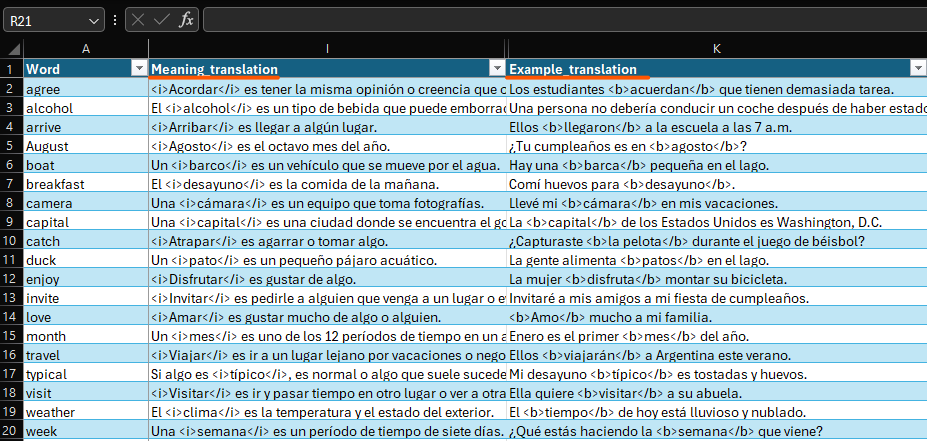 R21 fx
A I K
1 Word Meaning_translation Example_translation
2 agree <i>Acordar</i> es tener la misma opinión o creencia que Los estudiantes <b>acuerdan</b> que tienen demasiada tarea.
3 alcohol El <i>alcohol</i> es un tipo de bebida que puede Una persona no debería conducir un coche después de haber
4 arrive <i>Arribar</i> es llegar a algún lugar. Ellos <b>llegaron</b> a la escuela a las 7 a.m.
5 August <i>Agosto</i> es el octavo mes del año. ¿Tu cumpleaños es en <b>agosto</b>?
6 boat Un <i>barco</i> es un vehículo que se mueve por el agua. Hay una <b>barca</b> pequeña en el lago.
7 breakfast El <i>desayuno</i> es la comida de la mañana. Comí huevos para <b>desayuno</b>.
8 camera Una <i>cámara</i> es un equipo que toma fotografías. Llevé mi <b>cámara</b> en mis vacaciones.
9 capital Una <i>capital</i> es una ciudad donde se encuentra el La <b>capital</b> de los Estados Unidos es Washington, D.C.
10 catch <i>Atrapar</i> es agarrar o tomar algo. ¿Capturaste <b>la pelota</b> durante el juego de béisbol?
11 duck Un <i>pato</i> es un pequeño pájaro acuático. La gente alimenta <b>patos</b> en el lago.
12 enjoy <i>Disfrutar</i> es gustar de algo. La mujer <b>disfruta</b> montar su bicicleta.
13 invite <i>Invitar</i> es pedirle a alguien que venga a un lugar o Invitaré a mis amigos a mi fiesta de cumpleaños.
14 love <i>Amar</i> es gustar mucho de algo o alguien. <b>Amo</b> mucho a mi familia.
15 month Un <i>mes</i> es uno de los 12 períodos de tiempo en un Enero es el primer <b>mes</b> del año.
16 travel <i>Viajar</i> es ir a un lugar lejano por vacaciones o Ellos <b>viajarán</b> a Argentina este verano.
17 typical Si algo es <i>típico</i>, es normal o algo que suele Mi desayuno <b>típico</b> es tostadas y huevos.
18 visit <i>Visitar</i> es ir y pasar tiempo en otro lugar o ver a Ella quiere <b>visitar</b> a su abuela.
19 weather El <i>clima</i> es la temperatura y el estado del exterior. El <b>tiempo</b> de hoy está lluvioso y nublado.
20 week Una <i>semana</i> es un período de tiempo de siete días. ¿Qué estás haciendo la <b>semana</b> que viene?